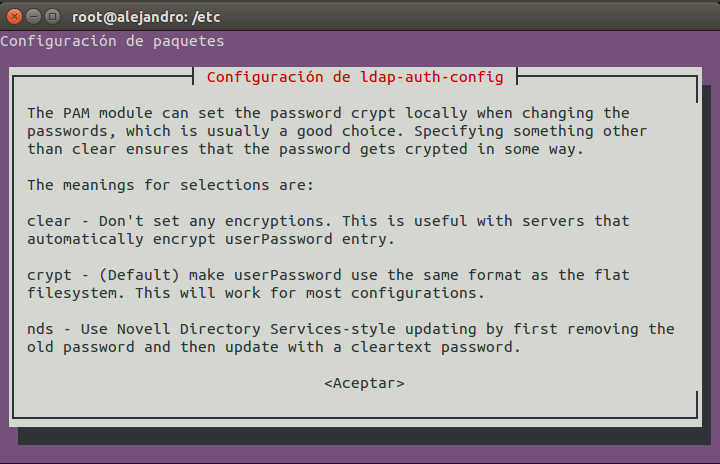 root@alejandro: /etc
Configuración de paquetes
Configuración de ldap-auth-config
The PAM module can set the password crypt locally when changing the
passwords, which is usually a good choice. Specifying something other
than clear ensures that the password gets crypted in some way.
The meanings for selections are:
clear - Don't set any encryptions. This is useful with servers that
automatically encrypt userPassword entry.
crypt - (Default) make userPassword use the same format as the flat
filesystem. This will work for most configurations.
nds - Use Novell Directory Services-style updating by first removing the
old password and then update with a cleartext password.
<Aceptar>